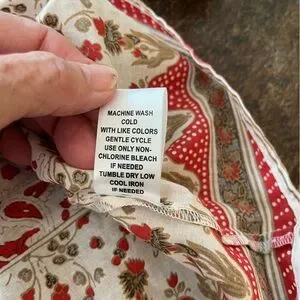 MACHINE WASH
COLD
WITH LIKE COLORS
GENTLE CYCLE
USE ONLY NON-
CHLORINE BLEACH
IF NEEDED
TUMBLE DRY LOW
COOL IRON
IF NEEDED